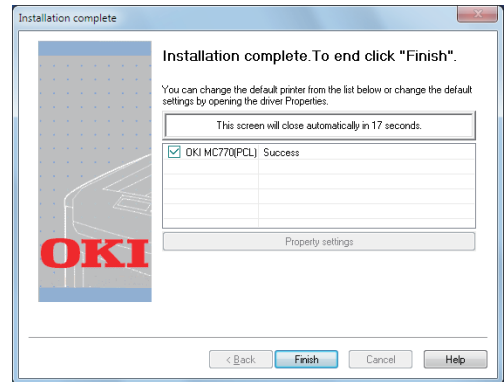 Installation complete
Installation complete.To end click "Finish".
You can change the default printer from the list below or change the default
settings by opening the driver Properties.
This screen will close automatically in 17 seconds.
OKI MC770(PCL) Success
OKI
Property settings
< Back Finish Cancel Help